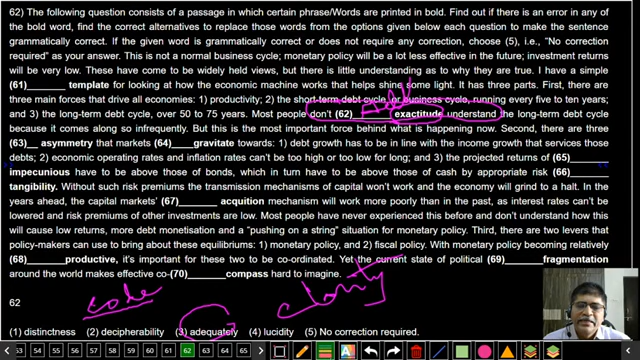 62) The following question consists of a passage in which certain phrase/Words are printed in bold. Find out if there is an error in any of
the bold word, find the correct alternatives to replace those words from the options given below each question to make the sentence
grammatically correct. If the given word is grammatically correct or does not require any correction, choose (5), i.e., "No correction
required" as your answer. This is not a normal business cycle; monetary policy will be a lot less effective in the future; investment returns
will be very low. These have come to be widely held views, but there is little understanding as to why they are true. I have a simple
(61)________ template for looking at how the economic machine works that helps shine some light. It has three parts. First, there are
three main forces that drive all economies: 1) productivity; 2) the short-term debt cycle, or business cycle, running every five to ten years;
and 3) the long-term debt cycle, over 50 to 75 years. Most people don't (62) ________ exactitude understand the long-term debt cycle
because it comes along so infrequently. But this is the most important force behind what is happening now. Second, there are three
(63)__ asymmetry that markets (64)______ gravitate towards: 1) debt growth has to be in line with the income growth that services those
debts; 2) economic operating rates and inflation rates can't be too high or too low for long; and 3) the projected returns of (65)______
impecunious have to be above those of bonds, which in turn have to be above those of cash by appropriate risk (66)________
tangibility. Without such risk premiums the transmission mechanisms of capital won't work and the economy will grind to a halt. In the
years ahead, the capital markets' (67)_______ acquition mechanism will work more poorly than in the past, as interest rates can't be
lowered and risk premiums of other investments are low. Most people have never experienced this before and don't understand how this
will cause low returns, more debt monetisation and a "pushing on a string" situation for monetary policy. Third, there are two levers that
policy-makers can use to bring about these equilibriums: 1) monetary policy, and 2) fiscal policy. With monetary policy becoming relatively
(68) ________productive, it's important for these two to be co-ordinated. Yet the current state of political (69) _______fragmentation
around the world makes effective co-(70)________compass hard to imagine.
code clarity
62
(1) distinctness (2) decipherability (3) adequately (4) lucidity (5) No correction required.
53 54 55 56 57 58 59 60 61 62 63 64 65